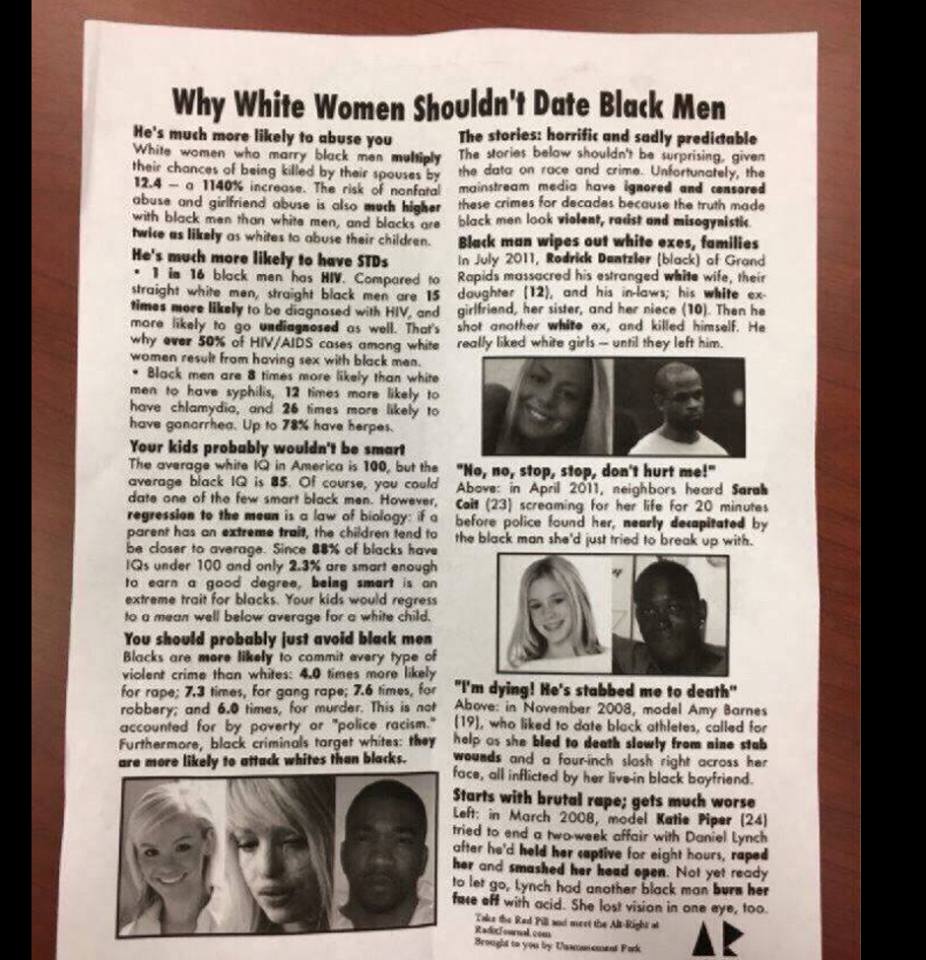 Why White Women Shouldn't Date Black Men
He's much more likely to abuse you
White women who marry black men multiply
their chances of being killed by their spouses by
12.4 – a 1140% increase. The risk of nonfatal
abuse and girlfriend abuse is also much higher
with black men than white men, and blacks are
twice as likely as whites to abuse their children.
He's much more likely to have STDs
• 1 in 16 black men has HIV. Compared to
straight white men, straight black men are 15
times more likely to be diagnosed with HIV, and
more likely to go undiagnosed as well. That's
why over 50% of HIV/AIDS cases among white
women result from having sex with black men.
• Black men are 8 times more likely than white
men to have syphilis, 12 times more likely to
have chlamydia, and 26 times more likely to
have gonorrhea. Up to 78% have herpes.
Your kids probably wouldn't be smart
The average white IQ in America is 100, but the
average black IQ is 85. Of course, you could
date one of the few smart black men. However,
regression to the mean is a law of biology: if a
parent has an extreme trait, the children tend to
be closer to average. Since 88% of blacks have
IQs under 100 and only 2.3% are smart enough
to earn a good degree, being smart is an
extreme trait for blacks. Your kids would regress
to a mean well below average for a white child.
You should probably just avoid black men
Blacks are more likely to commit every type of
violent crime than whites: 4.0 times more likely
for rape; 7.3 times, for gang rape; 7.6 times, for
robbery; and 6.0 times, for murder. This is not
accounted for by poverty or "police racism."
Furthermore, black criminals target whites: they
are more likely to attack whites than blacks.
The stories: horrific and sadly predictable
The stories below shouldn't be surprising, given
the data on race and crime. Unfortunately, the
mainstream media have ignored and censored
these crimes for decades because the truth made
black men look violent, racist and misogynistic.
Black man wipes out white exes, families
In July 2011, Rodrick Dantzler (black) of Grand
Rapids massacred his estranged white wife, their
daughter (12), and his in-laws; his white ex-
girlfriend, her sister, and her niece (10). Then he
shot another white ex, and killed himself. He
really liked white girls – until they left him.
"No, no, stop, stop, don't hurt me!"
Above: in April 2011, neighbors heard Sarah
Coit (23) screaming for her life for 20 minutes
before police found her, nearly decapitated by
the black man she'd just tried to break up with.
"I'm dying! He's stabbed me to death"
Above: in November 2008, model Amy Barnes
(19), who liked to date black athletes, called for
help as she bled to death slowly from nine stab
wounds and a four-inch slash right across her
face, all inflicted by her live-in black boyfriend.
Starts with brutal rape; gets much worse
Left: in March 2008, model Katie Piper (24)
tried to end a two-week affair with Daniel Lynch
after he'd held her captive for eight hours, raped
her and smashed her head open. Not yet ready
to let go, Lynch had another black man burn her
face off with acid. She lost vision in one eye, too.
Take the Red Pill and meet the Alt-Right at
RadixJournal.com
Brought to you by Park